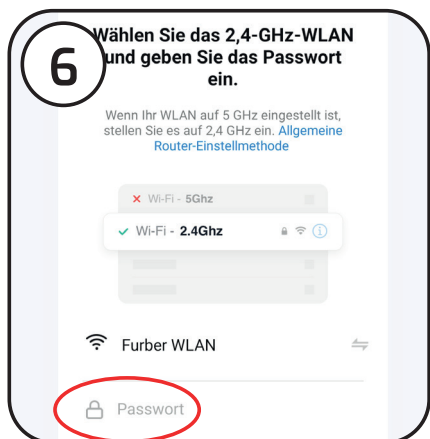 6
Wählen Sie das 2,4-GHz-WLAN
und geben Sie das Passwort
ein.
Wenn Ihr WLAN auf 5 GHz eingestellt ist,
stellen Sie es auf 2,4 GHz ein. Allgemeine
Router-Einstellmethode
Wi-Fi - 5Ghz
Wi-Fi - 2.4Ghz
Furber WLAN
Passwort